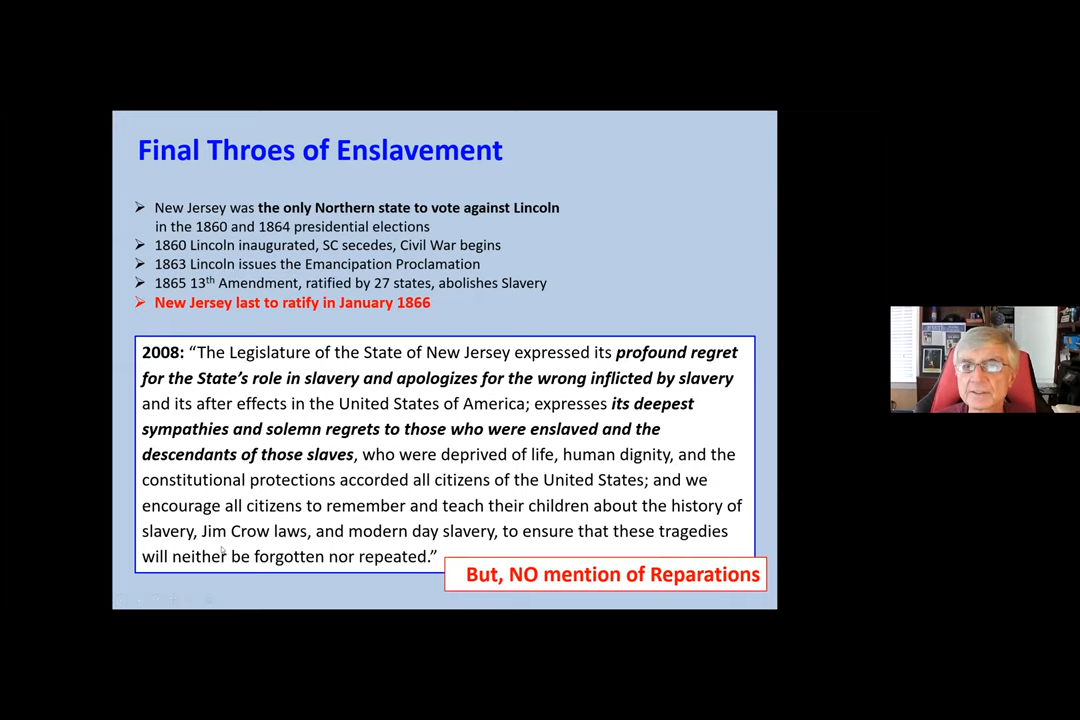 Final Throes of Enslavement
➢ New Jersey was the only Northern state to vote against Lincoln
in the 1860 and 1864 presidential elections
➢ 1860 Lincoln inaugurated, SC secedes, Civil War begins
➢ 1863 Lincoln issues the Emancipation Proclamation
➢ 1865 13th Amendment, ratified by 27 states, abolishes Slavery
➢ New Jersey last to ratify in January 1866
2008: “The Legislature of the State of New Jersey expressed its profound regret
for the State’s role in slavery and apologizes for the wrong inflicted by slavery
and its after effects in the United States of America; expresses its deepest
sympathies and solemn regrets to those who were enslaved and the
descendants of those slaves, who were deprived of life, human dignity, and the
constitutional protections accorded all citizens of the United States; and we
encourage all citizens to remember and teach their children about the history of
slavery, Jim Crow laws, and modern day slavery, to ensure that these tragedies
will neither be forgotten nor repeated.”
But, NO mention of Reparations